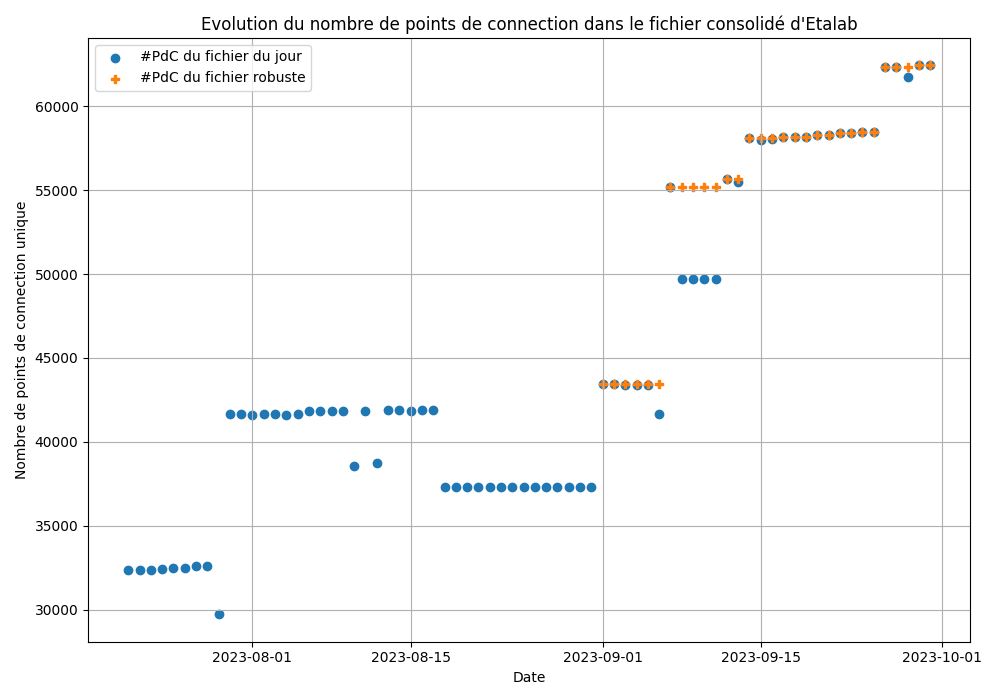 Evolution du nombre de points de connection dans le fichier consolidé d'Etalab
#PdC du fichier du jour
#PdC du fichier robuste
60000
55000
50000
45000
40000
35000
30000
Nombre de points de connection unique
2023-08-01
2023-08-15
2023-09-01
2023-09-15
2023-10-01
Date